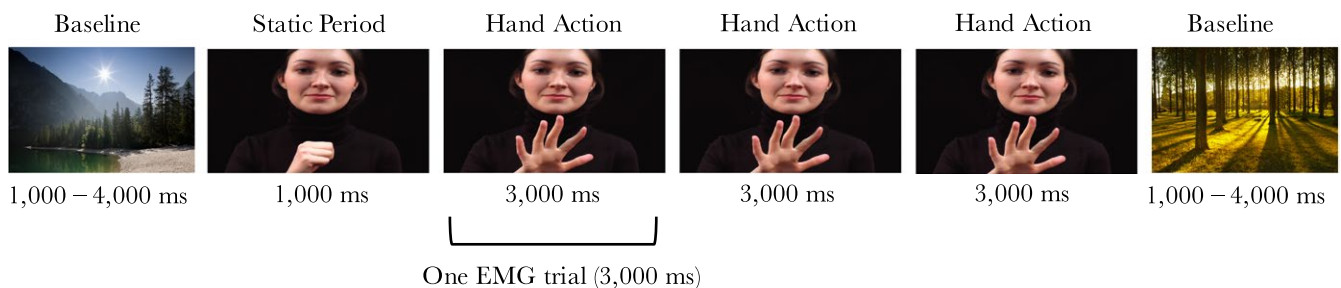 Baseline
Static Period
Hand Action
Hand Action
Hand Action
Baseline
1,000 – 4,000 ms
1,000 ms
3,000 ms
3,000 ms
3,000 ms
1,000 – 4,000 ms
One EMG trial (3,000 ms)